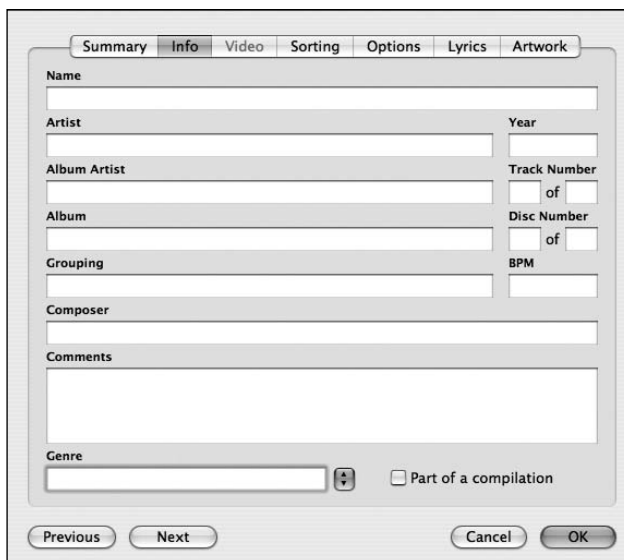 Summary Info Video Sorting Options Lyrics Artwork
Name
Artist Year
Album Artist Track Number
of
Album Disc Number
of
Grouping BPM
Composer
Comments
Genre
Part of a compilation
Previous Next Cancel OK